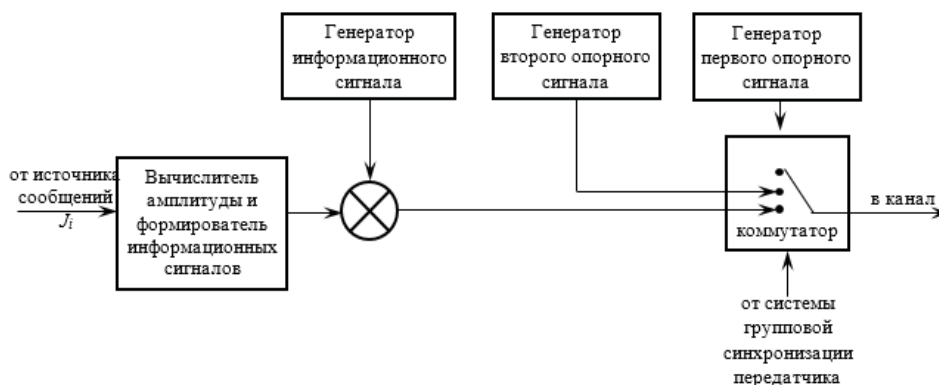 Генератор
информационного
сигнала
Генератор
второго опорного
сигнала
Генератор
первого опорного
сигнала
от источника
сообщений
Ji
Вычислитель
амплитуды и
формирователь
информационных
сигналов
коммутатор
в канал
от системы
групповой
синхронизации
передатчика